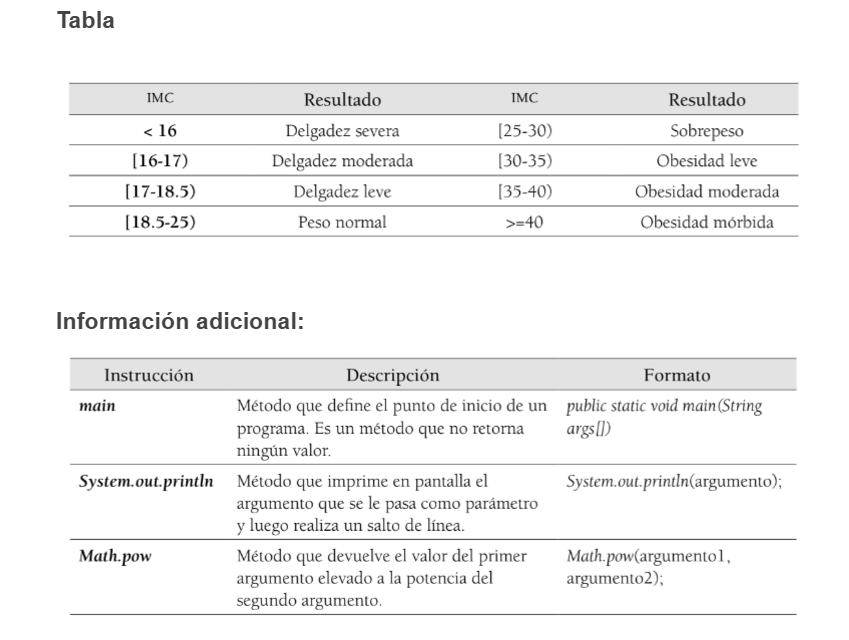 Tabla
IMC Resultado IMC Resultado
< 16 Delgadez severa [25-30) Sobrepeso
[16-17) Delgadez moderada [30-35) Obesidad leve
[17-18.5) Delgadez leve [35-40) Obesidad moderada
[18.5-25) Peso normal >=40 Obesidad mórbida
Información adicional:
Instrucción Descripción Formato
main Método que define el punto de inicio de un public static void main(String
programa. Es un método que no retorna args[])
ningún valor.
System.out.println Método que imprime en pantalla el System.out.println(argumento);
argumento que se le pasa como parámetro
y luego realiza un salto de línea.
Math.pow Método que devuelve el valor del primer Math.pow(argumento1,
argumento elevado a la potencia del argumento2);
segundo argumento.